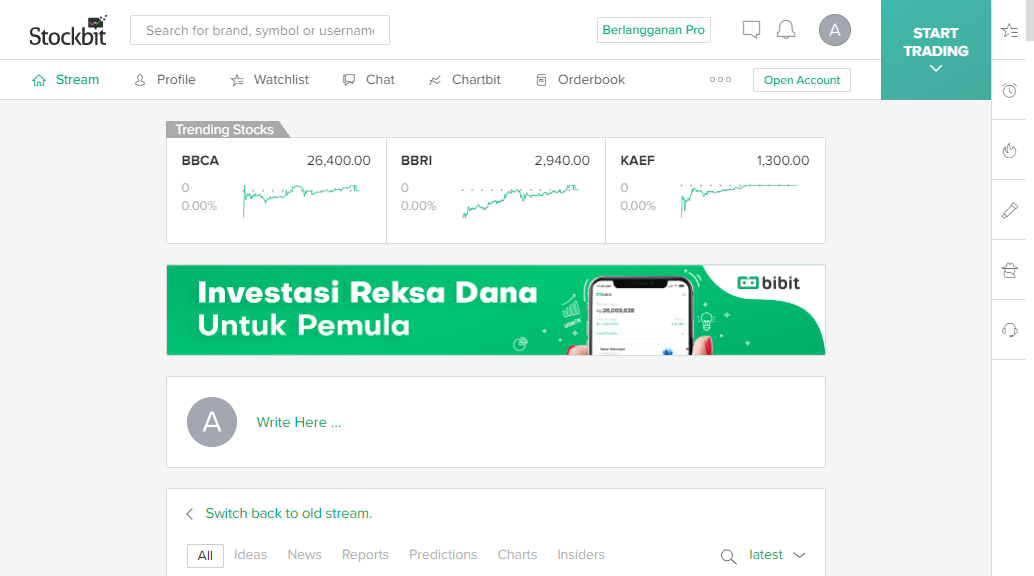 Stockbit
Search for brand, symbol or username
Berlangganan Pro
A
START
TRADING
Stream
Profile
Watchlist
Chat
Chartbit
Orderbook
Open Account
Trending Stocks
BBCA 26,400.00
0
0.00%
BBRI 2,940.00
0
0.00%
KAEF 1,300.00
0
0.00%
Investasi Reksa Dana
Untuk Pemula
bibit
26,009,638
A
Write Here ...
Switch back to old stream.
All Ideas News Reports Predictions Charts Insiders
latest